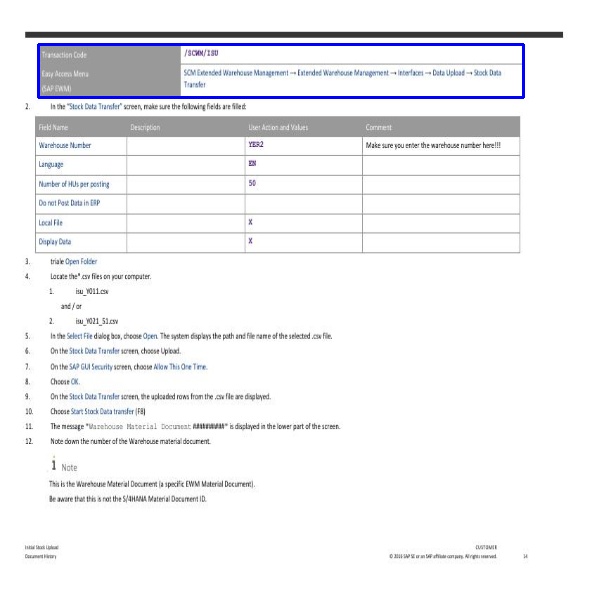 Transaction Code /SCWM/ISU
Easy Access Menu SCM Extended Warehouse Management → Extended Warehouse Management → Interfaces → Data Upload → Stock Data
(SAP EWM) Transfer
2. In the "Stock Data Transfer" screen, make sure the following fields are filled:
Field Name Description User Action and Values Comment
Warehouse Number YER2 Make sure you enter the warehouse number here!!!
Language EN
Number of HUs per posting 50
Do not Post Data in ERP
Local File X
Display Data X
3. triale Open Folder
4. Locate the*.csv files on your computer.
1. isu_Y011.csv
and / or
2. isu_Y021_S1.csv
5. In the Select File dialog box, choose Open. The system displays the path and file name of the selected .csv file.
6. On the Stock Data Transfer screen, choose Upload.
7. On the SAP GUI Security screen, choose Allow This One Time.
8. Choose OK.
9. On the Stock Data Transfer screen, the uploaded rows from the .csv file are displayed.
10. Choose Start Stock Data transfer (F8)
11. The message "Warehouse Material Document ##########" is displayed in the lower part of the screen.
12. Note down the number of the Warehouse material document.
i Note
This is the Warehouse Material Document (a specific EWM Material Document).
Be aware that this is not the S/4HANA Material Document ID.
Initial Stock Upload CUSTOMER
Document History © 2016 SAP SE or an SAP affiliate company. All rights reserved. 14